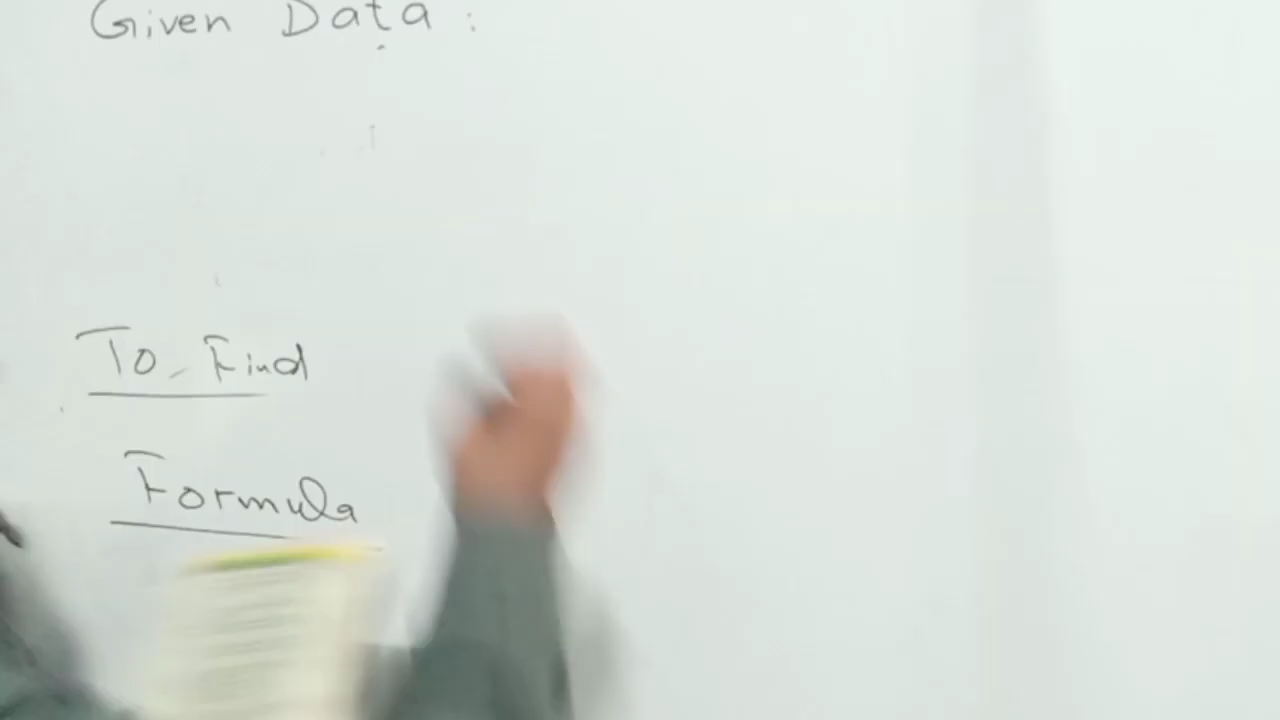 Given Data :
To Find
Formula